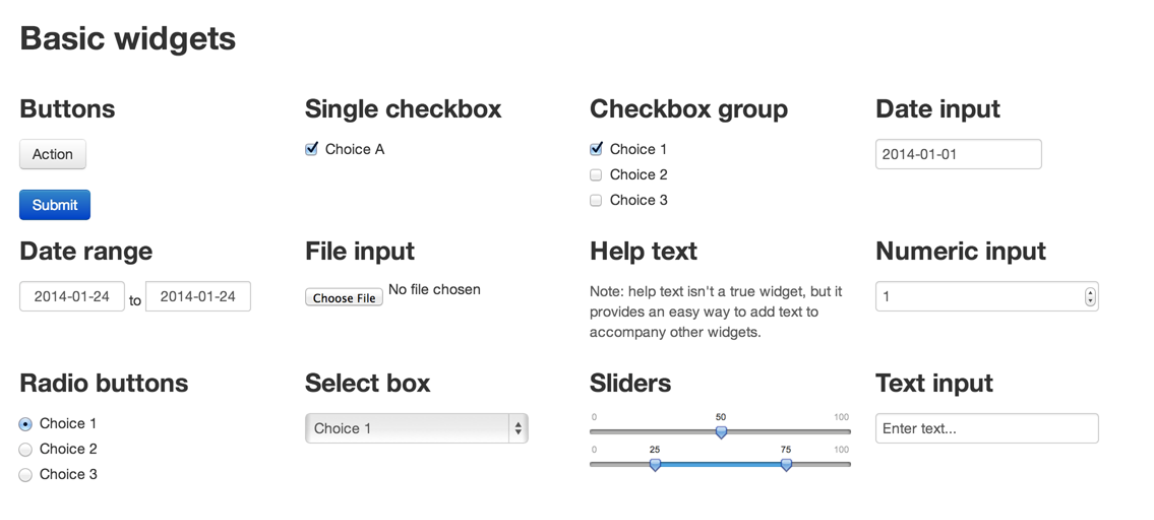 Basic widgets
Buttons
Action
Submit
Single checkbox
Choice A
Checkbox group
Choice 1
Choice 2
Choice 3
Date input
2014-01-01
Date range
2014-01-24 to 2014-01-24
File input
Choose File No file chosen
Help text
Note: help text isn't a true widget, but it
provides an easy way to add text to
accompany other widgets.
Numeric input
1
Radio buttons
Choice 1
Choice 2
Choice 3
Select box
Choice 1
Sliders
0 50 100
0 25 75 100
Text input
Enter text...